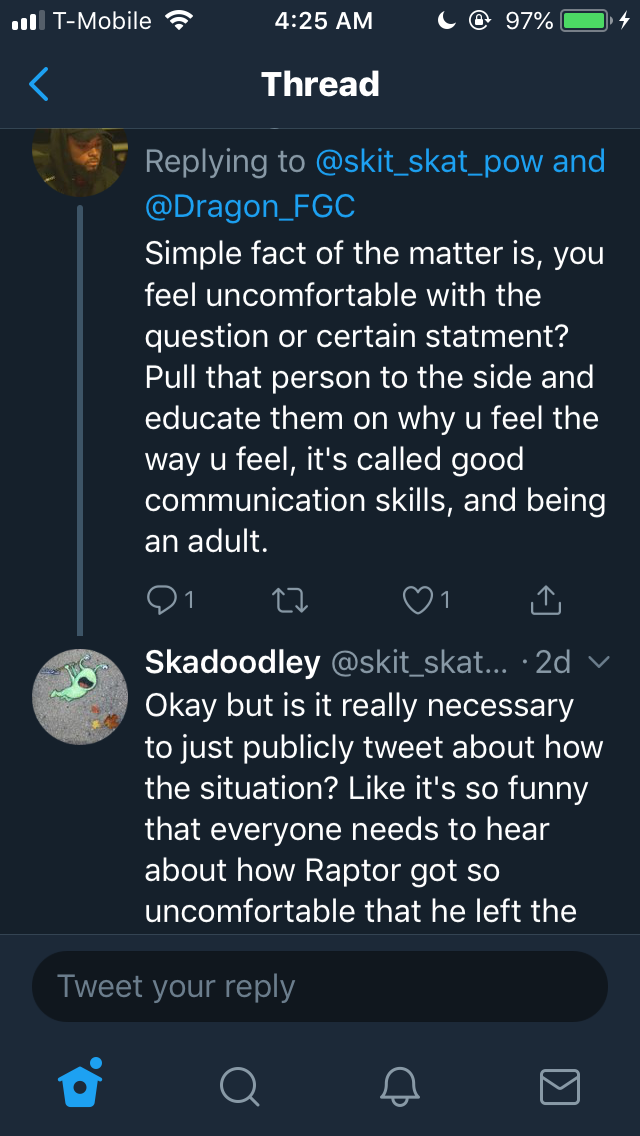 T-Mobile 4:25 AM 97%
Thread
Replying to @skit_skat_pow and
@Dragon_FGC
Simple fact of the matter is, you
feel uncomfortable with the
question or certain statment?
Pull that person to the side and
educate them on why u feel the
way u feel, it's called good
communication skills, and being
an adult.
1 1
Skadoodley @skit_skat... · 2d
Okay but is it really necessary
to just publicly tweet about how
the situation? Like it's so funny
that everyone needs to hear
about how Raptor got so
uncomfortable that he left the
Tweet your reply